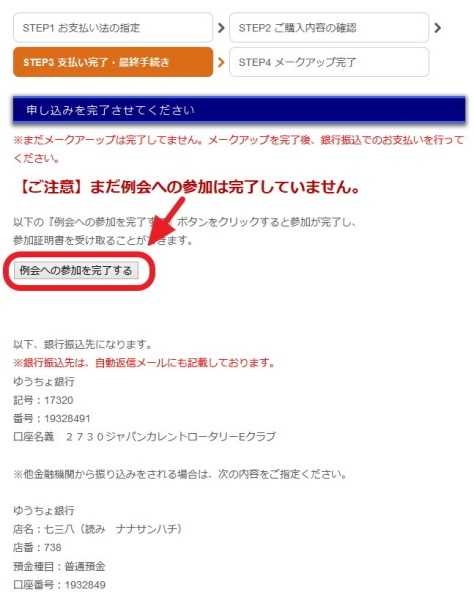 STEP1 お支払い法の指定
STEP2 ご購入内容の確認
STEP3 支払い完了・最終手続き
STEP4 メークアップ完了
申し込みを完了させてください
※まだメークアーップは完了してません。メークアップを完了後、銀行振込でのお支払いを行って
ください。
【ご注意】まだ例会への参加は完了していません。
以下の『例会への参加を完了す ボタンをクリックすると参加が完了し、
参加証明書を受け取ることが きます。
例会への参加を完了する
以下、銀行振込先になります。
※銀行振込先は、自動返信メールにも記載しております。
ゆうちょ銀行
記号：17320
番号：19328491
口座名義　２７３０ジャパンカレントロータリーEクラブ
※他金融機関から振り込みをされる場合は、次の内容をご指定ください。
ゆうちょ銀行
店名：七三八（読み　ナナサンハチ）
店番：738
預金種目：普通預金
口座番号：1932849